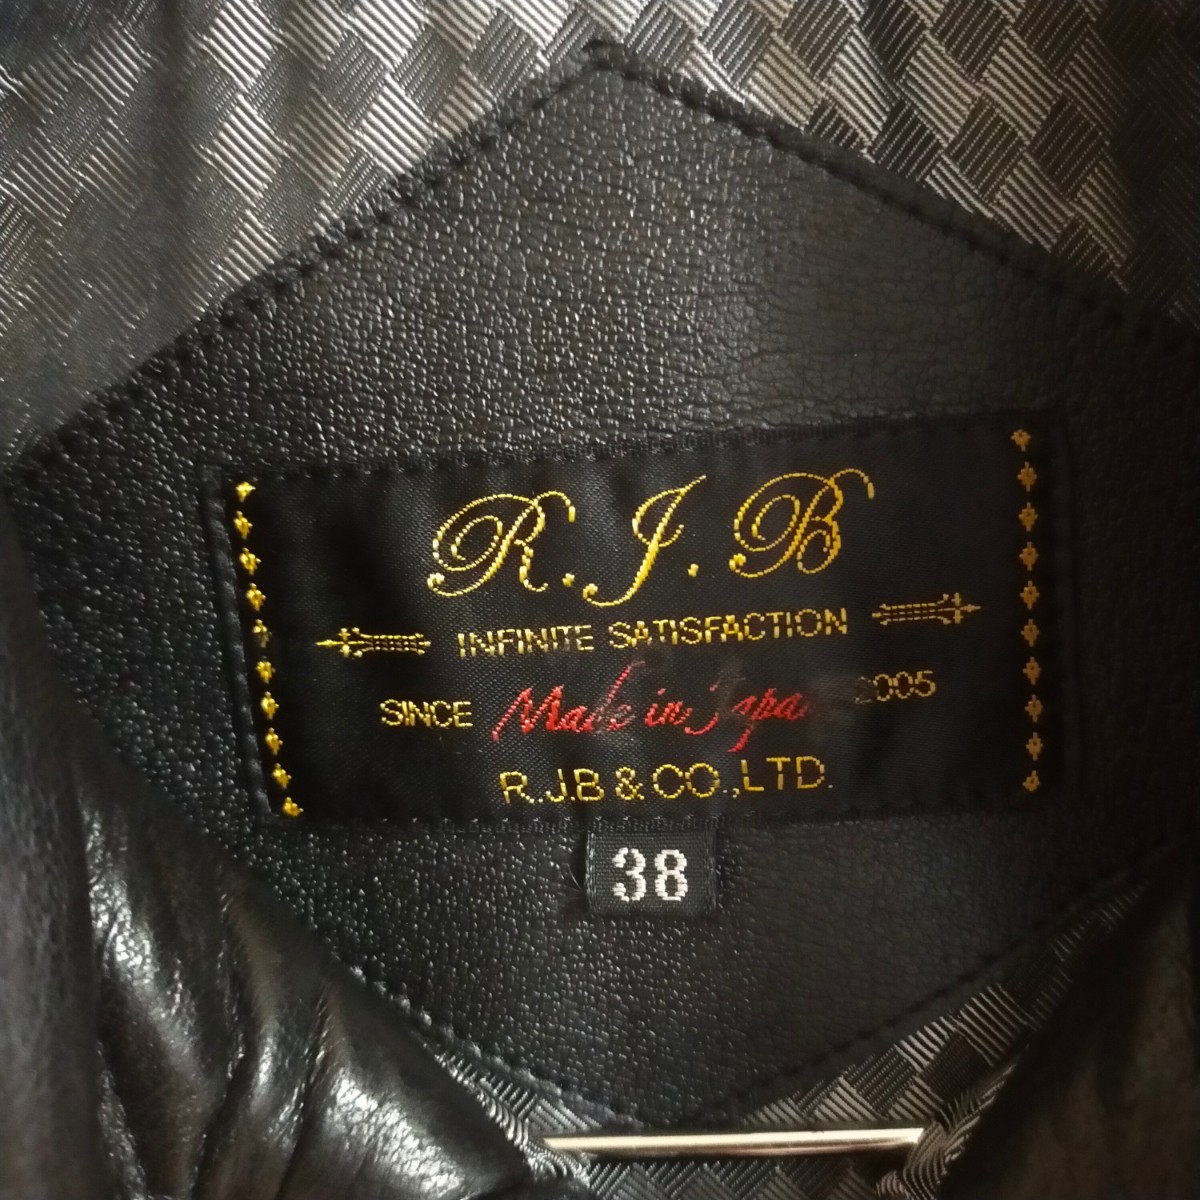 R.J.B
INFINITE SATISFACTION
SINCE Made in Japan 2005
R.J.B & CO.,LTD.
38